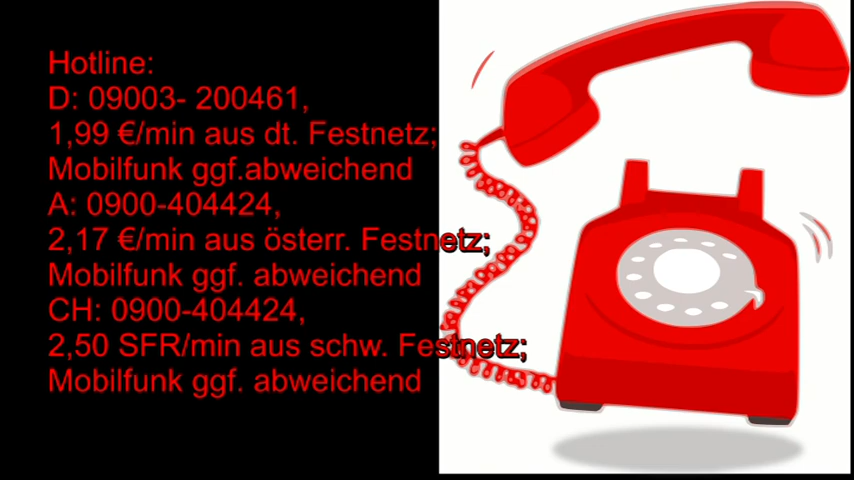 Hotline:
D: 09003- 200461,
1,99 €/min aus dt. Festnetz;
Mobilfunk ggf.abweichend
A: 0900-404424,
2,17 €/min aus österr. Festnetz;
Mobilfunk ggf. abweichend
CH: 0900-404424,
2,50 SFR/min aus schw. Festnetz;
Mobilfunk ggf. abweichend